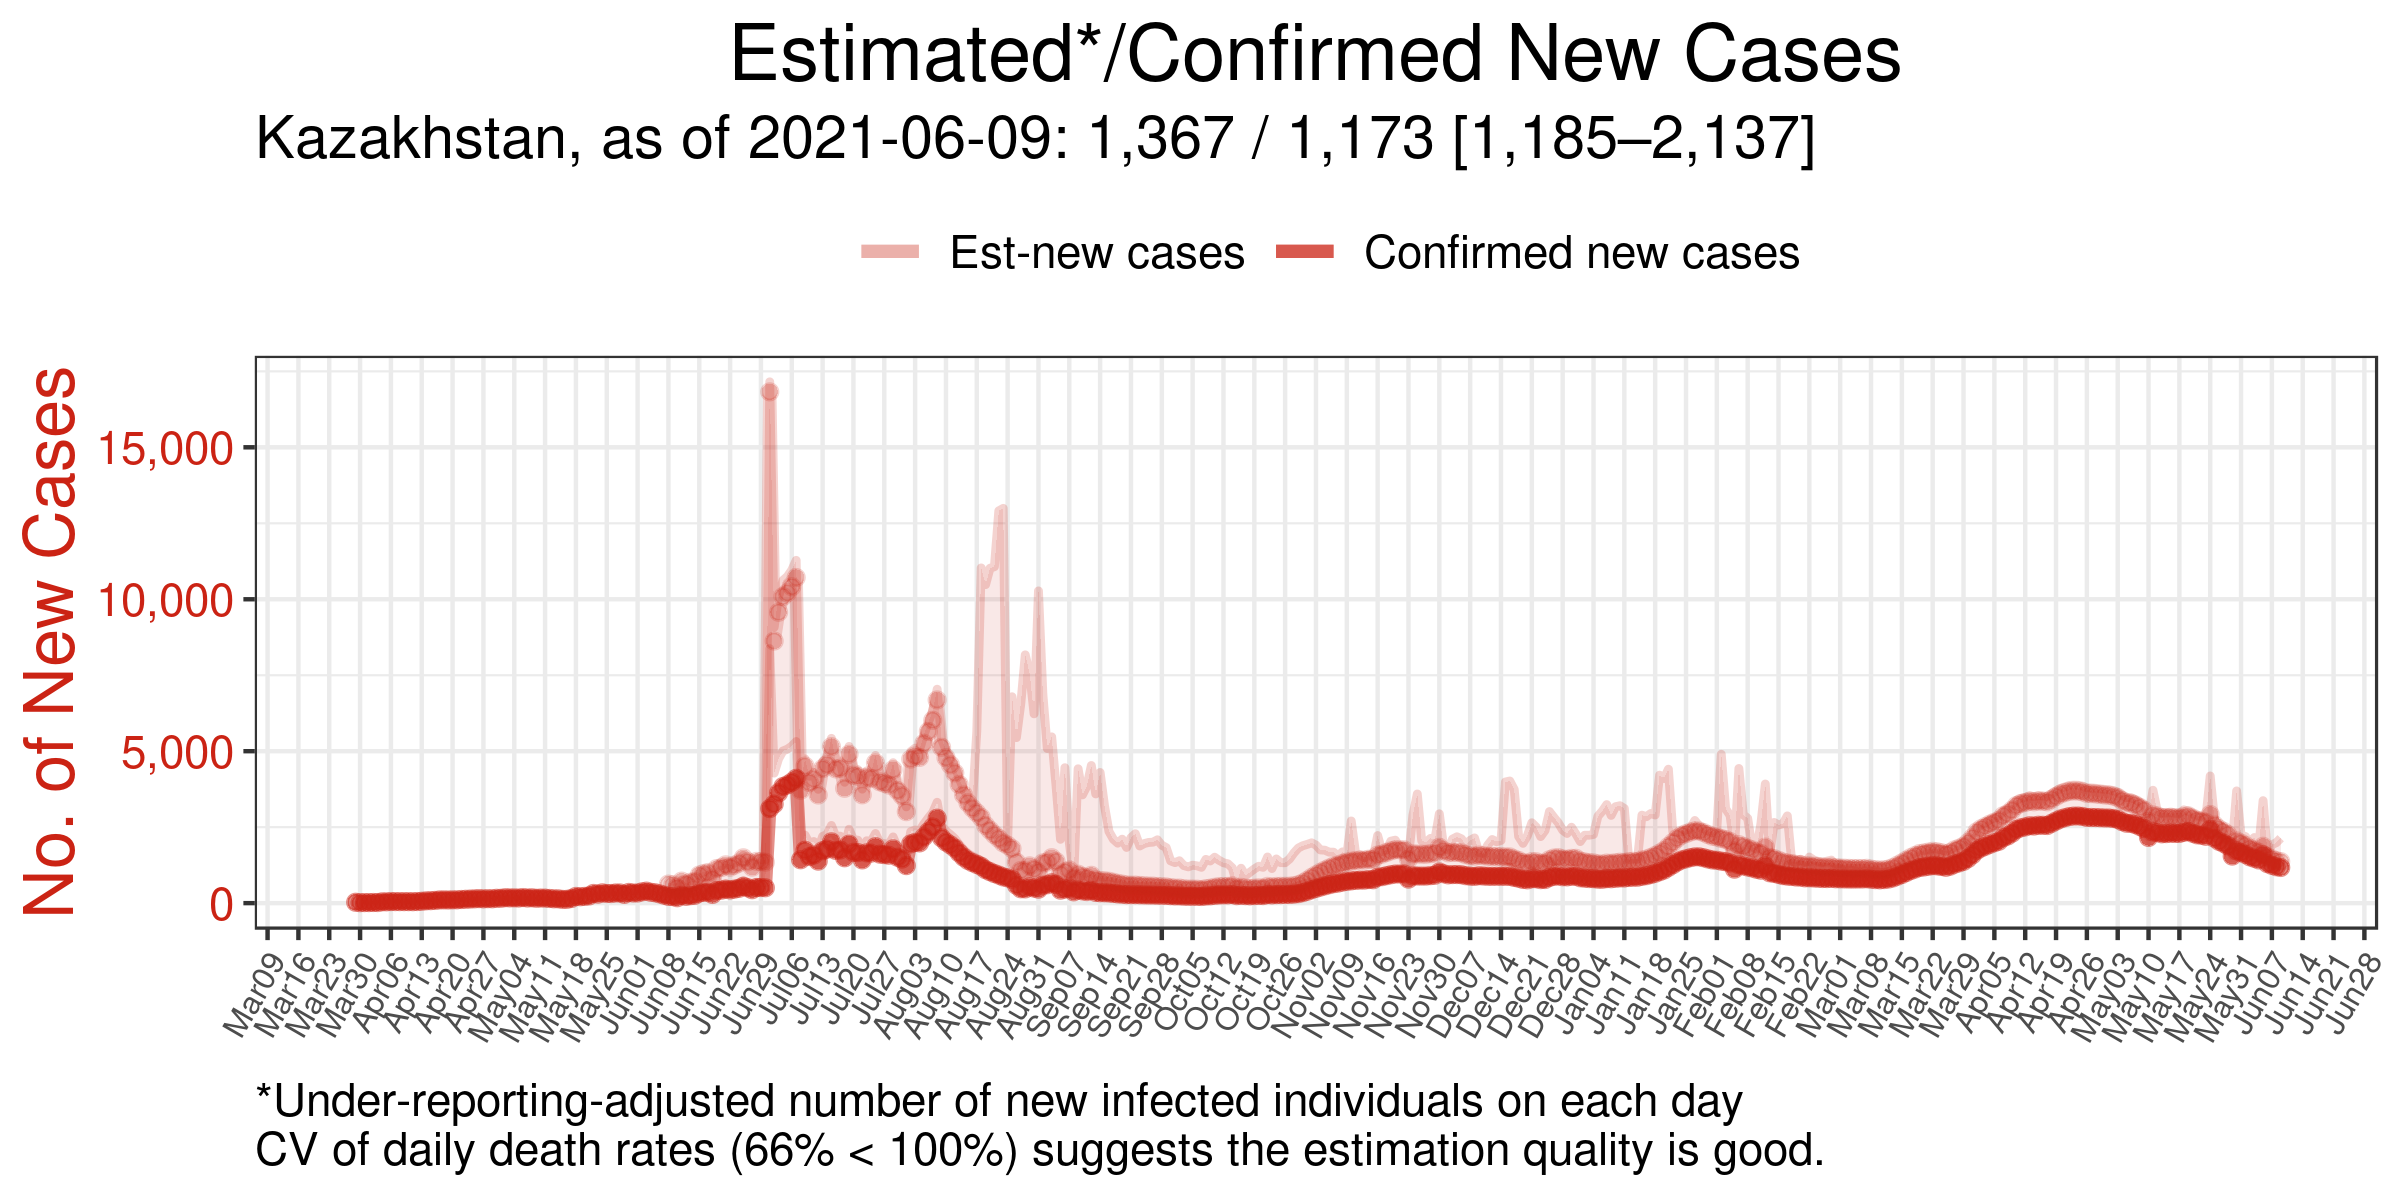 Estimated*/Confirmed New Cases
Kazakhstan, as of 2021-06-09: 1,367 / 1,173 [1,185–2,137]
Est-new cases Confirmed new cases
No. of New Cases
15,000
10,000
5,000
0
Mar09 Mar16 Mar23 Mar30 Apr06 Apr13 Apr20 Apr27 May04 May11 May18 May25 Jun01 Jun08 Jun15 Jun22 Jun29 Jul06 Jul13 Jul20 Jul27 Aug03 Aug10 Aug17 Aug24 Aug31 Sep07 Sep14 Sep21 Sep28 Oct05 Oct12 Oct19 Oct26 Nov02 Nov09 Nov16 Nov23 Nov30 Dec07 Dec14 Dec21 Dec28 Jan04 Jan11 Jan18 Jan25 Feb01 Feb08 Feb15 Feb22 Mar01 Mar08 Mar15 Mar22 Mar29 Apr05 Apr12 Apr19 Apr26 May03 May10 May17 May24 May31 Jun07 Jun14 Jun21 Jun28
*Under-reporting-adjusted number of new infected individuals on each day
CV of daily death rates (66% < 100%) suggests the estimation quality is good.